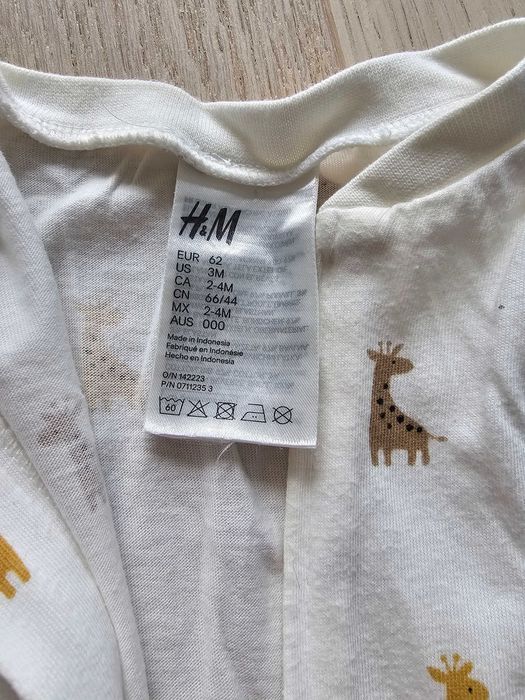 H&M
EUR 62
US 3M
CA 2-4M
CN 66/44
MX 2-4M
AUS 000
Made in Indonesia
Fabriqué en Indonésie
Hecho en Indonesia
O/N 142223
P/N 0711235 3
60